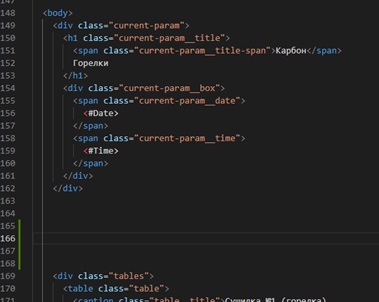 147
148 <body>
149 <div class="current-param">
150 <h1 class="current-param__title">
151 <span class="current-param__title-span">Карбон</span>
152 Горелки
153 </h1>
154 <div class="current-param__box">
155 <span class="current-param__date">
156 <#Date>
157 </span>
158 <span class="current-param__time">
159 <#Time>
160 </span>
161 </div>
162 </div>
163
164
165
166
167
168
169 <div class="tables">
170 <table class="table">
171 <caption class="table__title">Сушилка №1 (горелка)